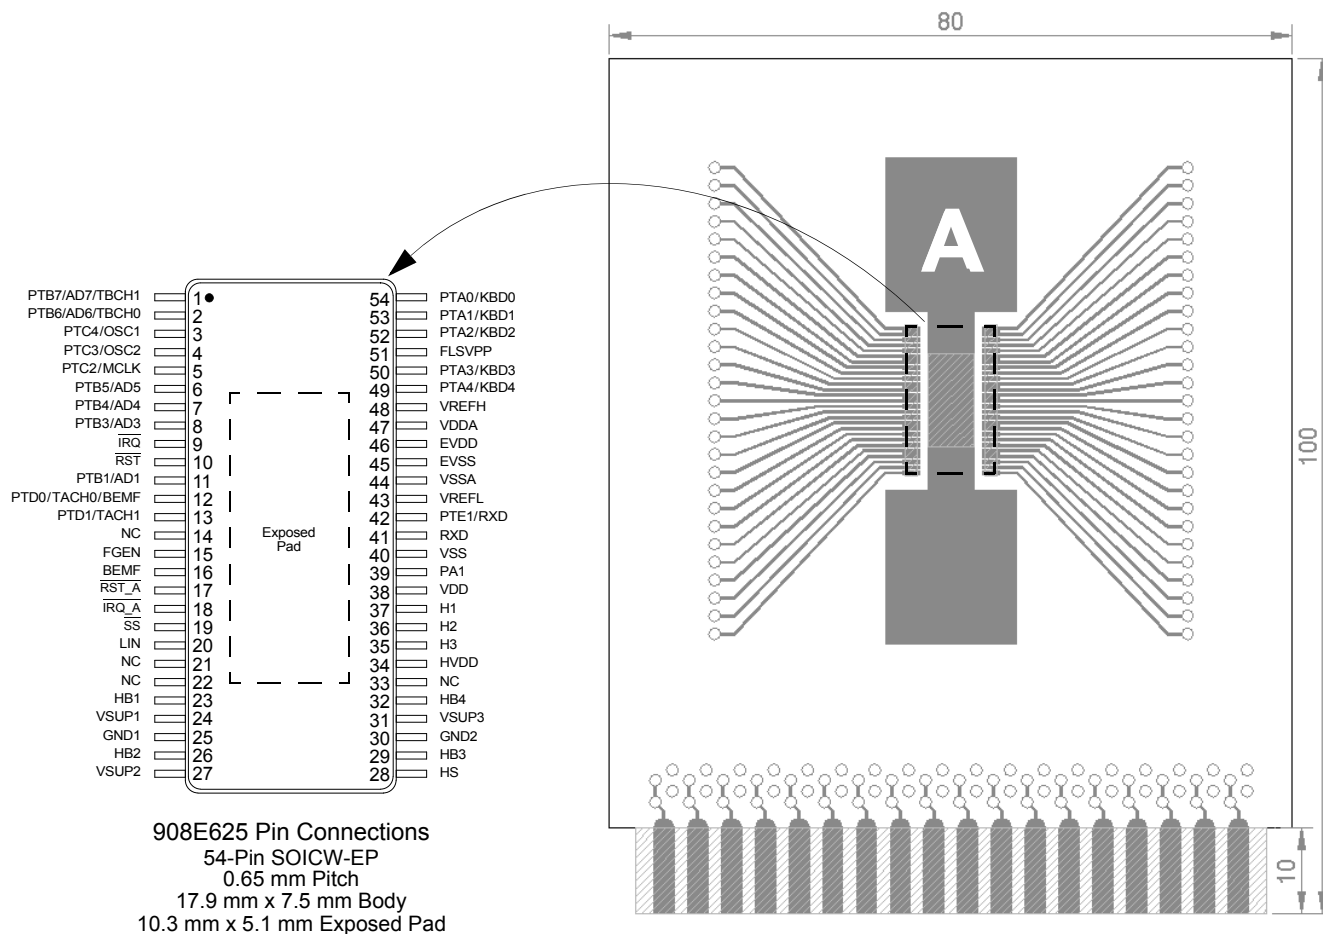 80
100
10
A
PTB7/AD7/TBCH1 1 54 PTA0/KBD0
PTB6/AD6/TBCH0 2 53 PTA1/KBD1
PTC4/OSC1 3 52 PTA2/KBD2
PTC3/OSC2 4 51 FLSVPP
PTC2/MCLK 5 50 PTA3/KBD3
PTB5/AD5 6 49 PTA4/KBD4
PTB4/AD4 7 48 VREFH
PTB3/AD3 8 47 VDDA
IRQ 9 46 EVDD
RST 10 45 EVSS
PTB1/AD1 11 44 VSSA
PTD0/TACH0/BEMF 12 43 VREFL
PTD1/TACH1 13 42 PTE1/RXD
NC 14 41 RXD
FGEN 15 40 VSS
BEMF 16 39 PA1
RST_A 17 38 VDD
IRQ_A 18 37 H1
SS 19 36 H2
LIN 20 35 H3
NC 21 34 HVDD
NC 22 33 NC
HB1 23 32 HB4
VSUP1 24 31 VSUP3
GND1 25 30 GND2
HB2 26 29 HB3
VSUP2 27 28 HS
Exposed
Pad
908E625 Pin Connections
54-Pin SOICW-EP
0.65 mm Pitch
17.9 mm x 7.5 mm Body
10.3 mm x 5.1 mm Exposed Pad